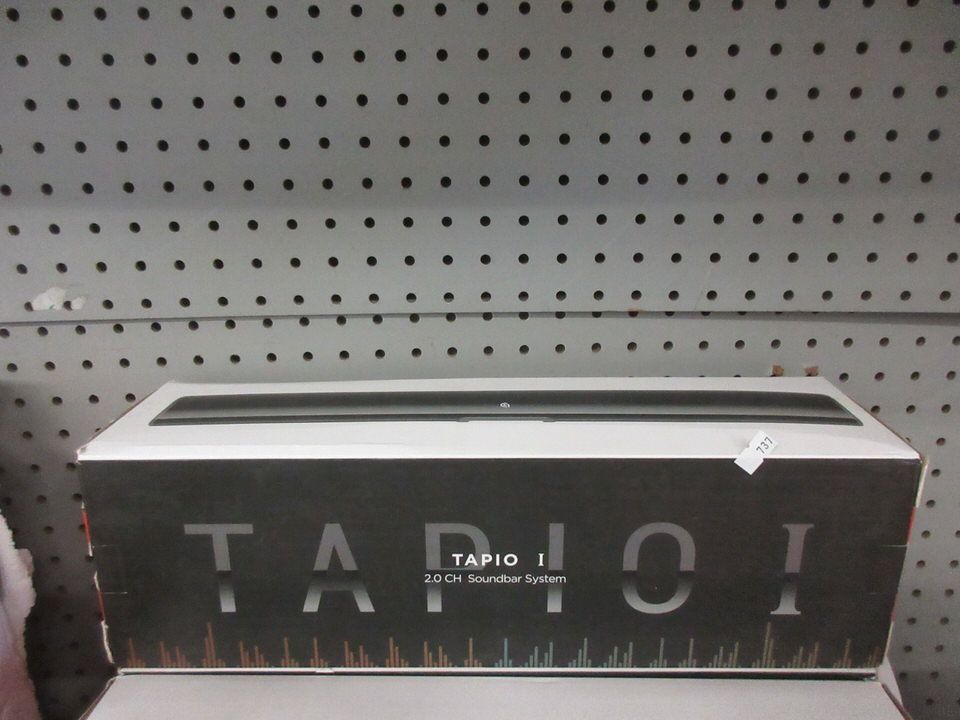 737
TAPIO I
TAPIO I
2.0 CH Soundbar System